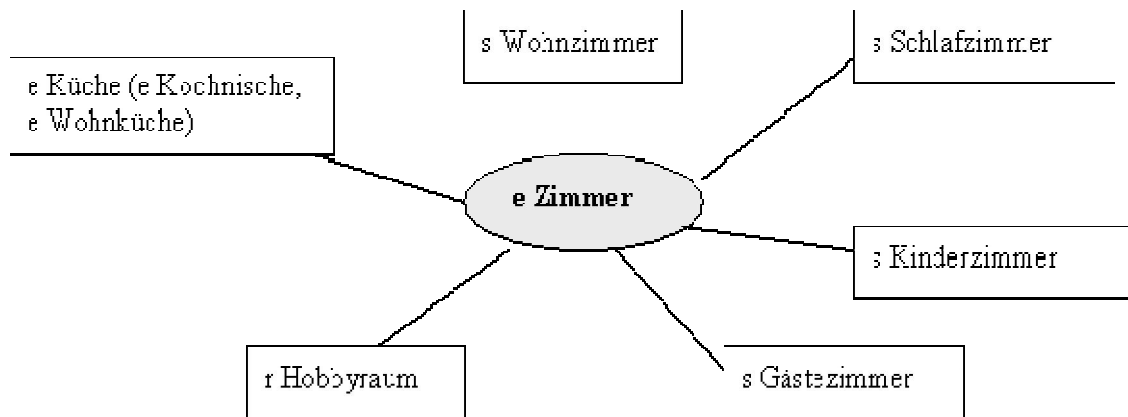 s Wohnzimmer
s Schlafzimmer
e Küche (e Kochnische,
e Wohnküche)
e Zimmer
s Kinderzimmer
r Hobbyraum
s Gästezimmer